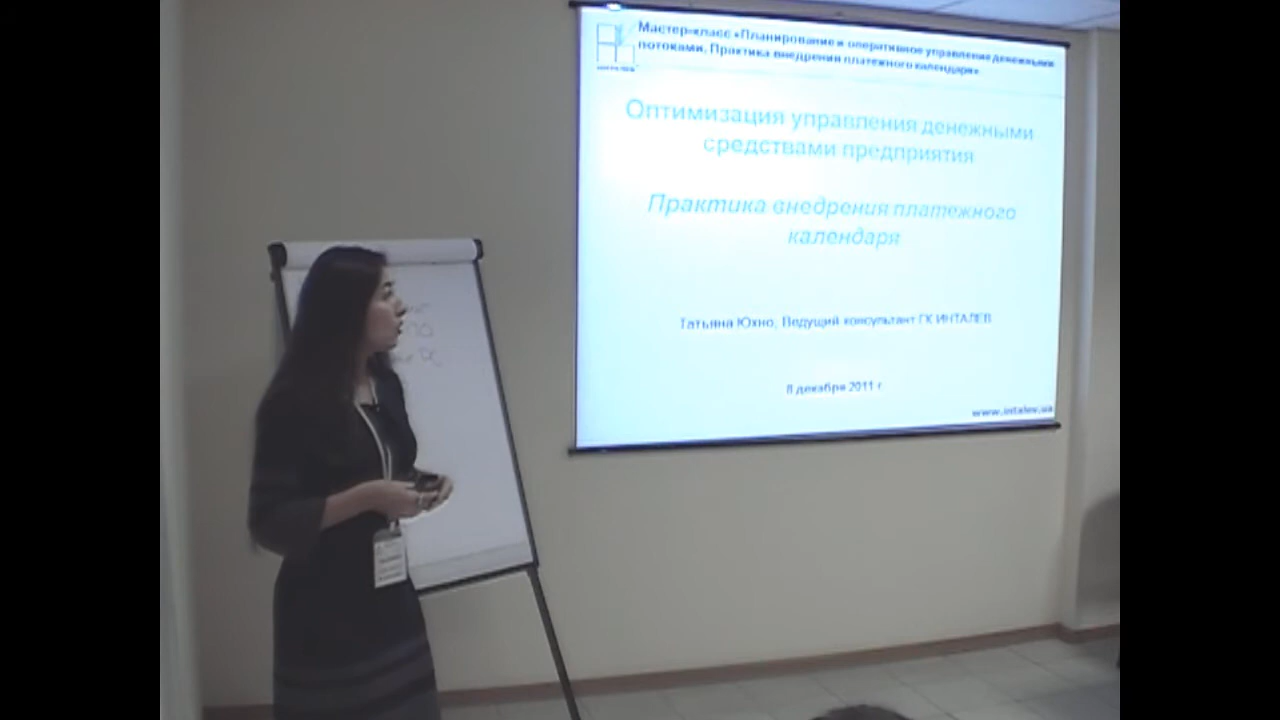 Мастер-класс «Планирование и оперативное управление денежными
потоками. Практика внедрения платежного календаря»
ИНТАЛЕВ
Оптимизация управления денежными
средствами предприятия
Практика внедрения платежного
календаря
Татьяна Юхно, Ведущий консультант ГК ИНТАЛЕВ
8 декабря 2011 г.
www.intalev.ua